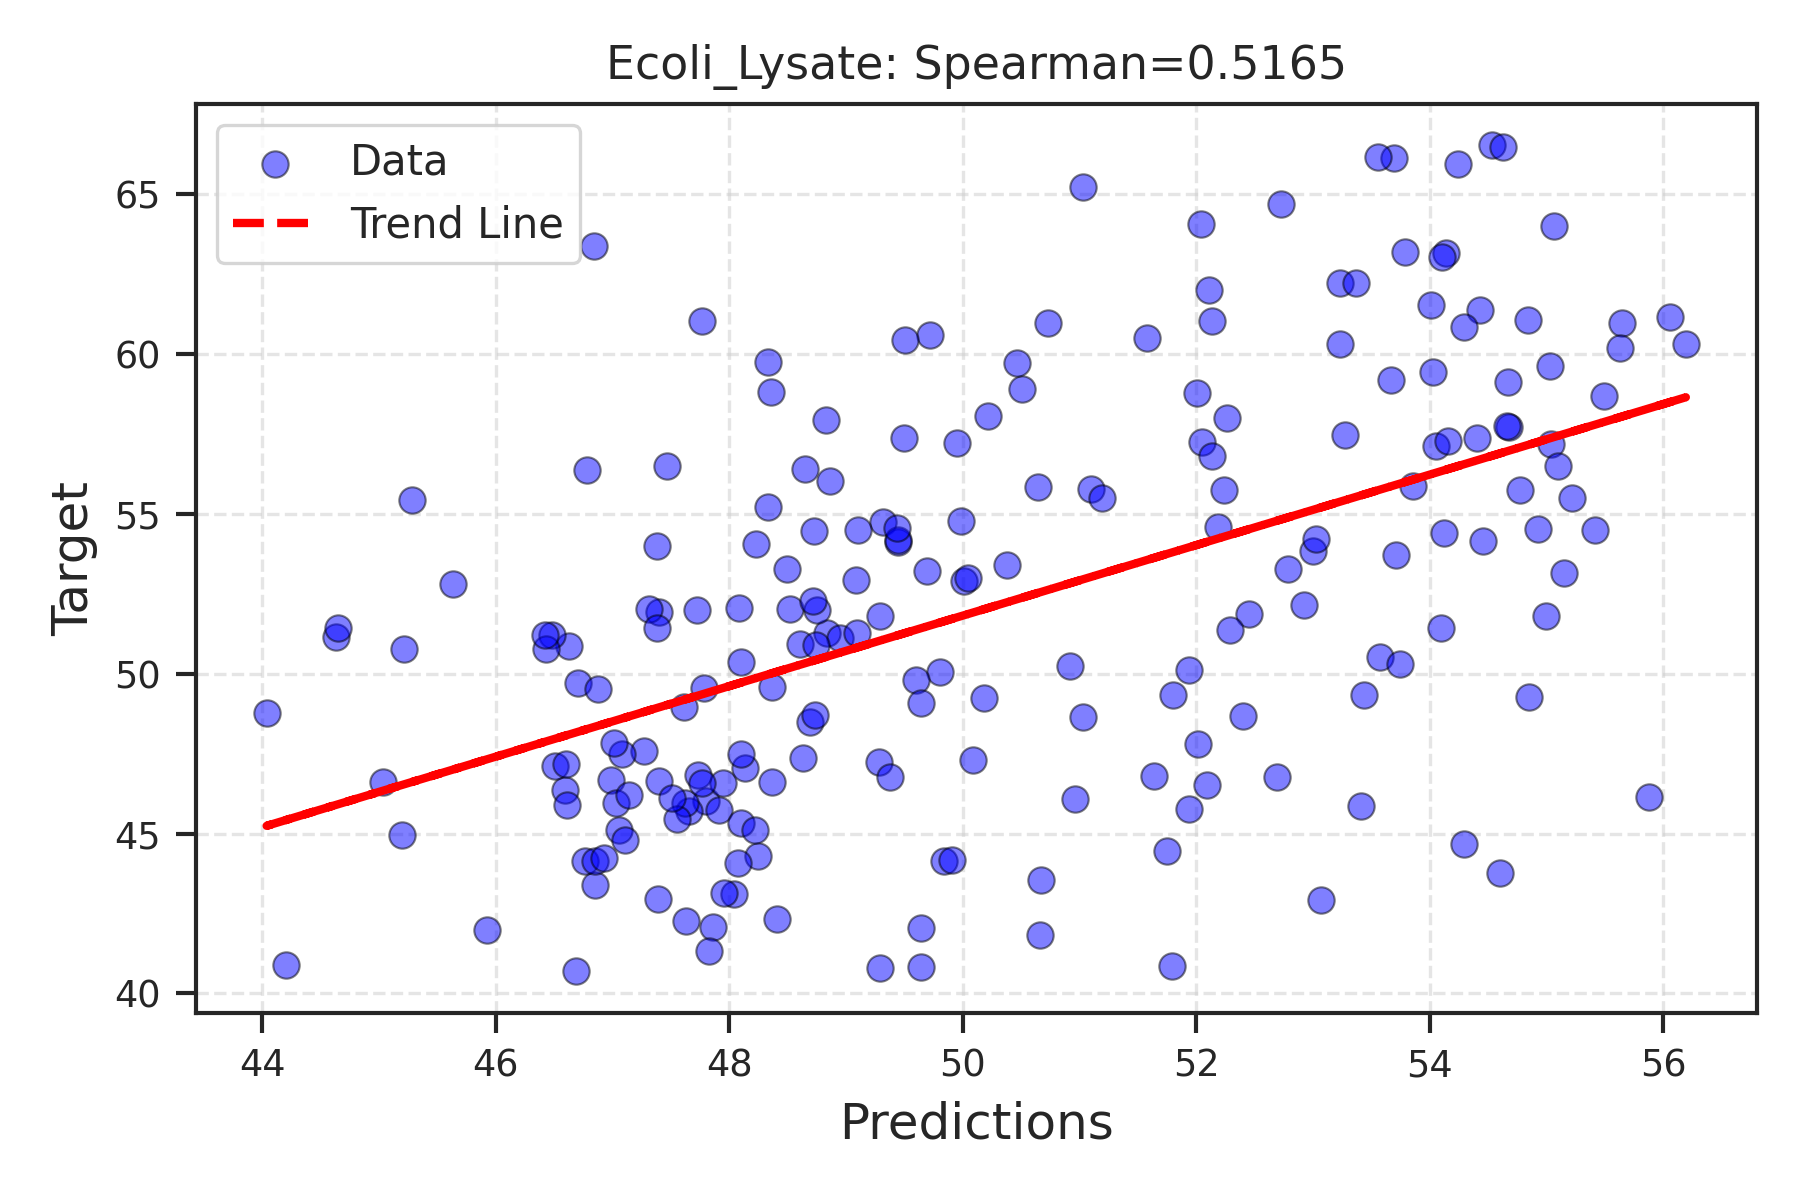 Ecoli_Lysate: Spearman=0.5165
Data
Trend Line
65
60
55
50
45
40
Target
44 46 48 50 52 54 56
Predictions